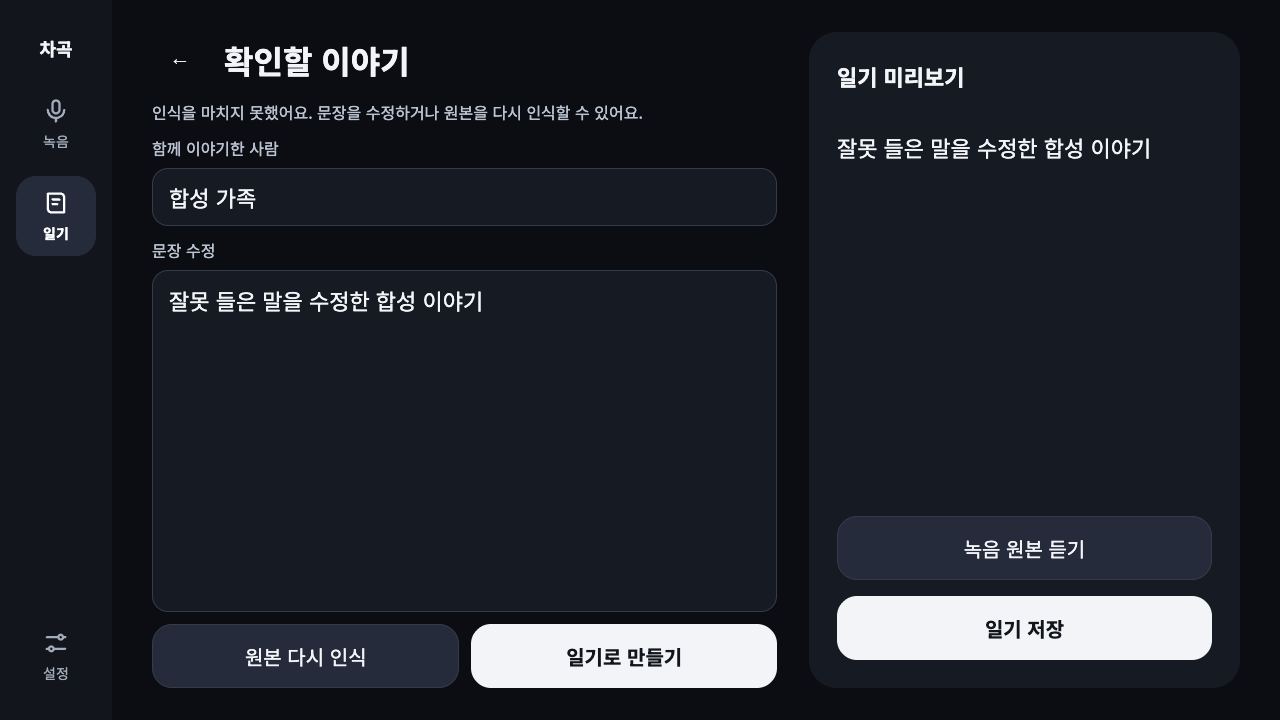 차곡
녹음
일기
설정
← 확인할 이야기
인식을 마치지 못했어요. 문장을 수정하거나 원본을 다시 인식할 수 있어요.
함께 이야기한 사람
합성 가족
문장 수정
잘못 들은 말을 수정한 합성 이야기
원본 다시 인식
일기로 만들기
일기 미리보기
잘못 들은 말을 수정한 합성 이야기
녹음 원본 듣기
일기 저장